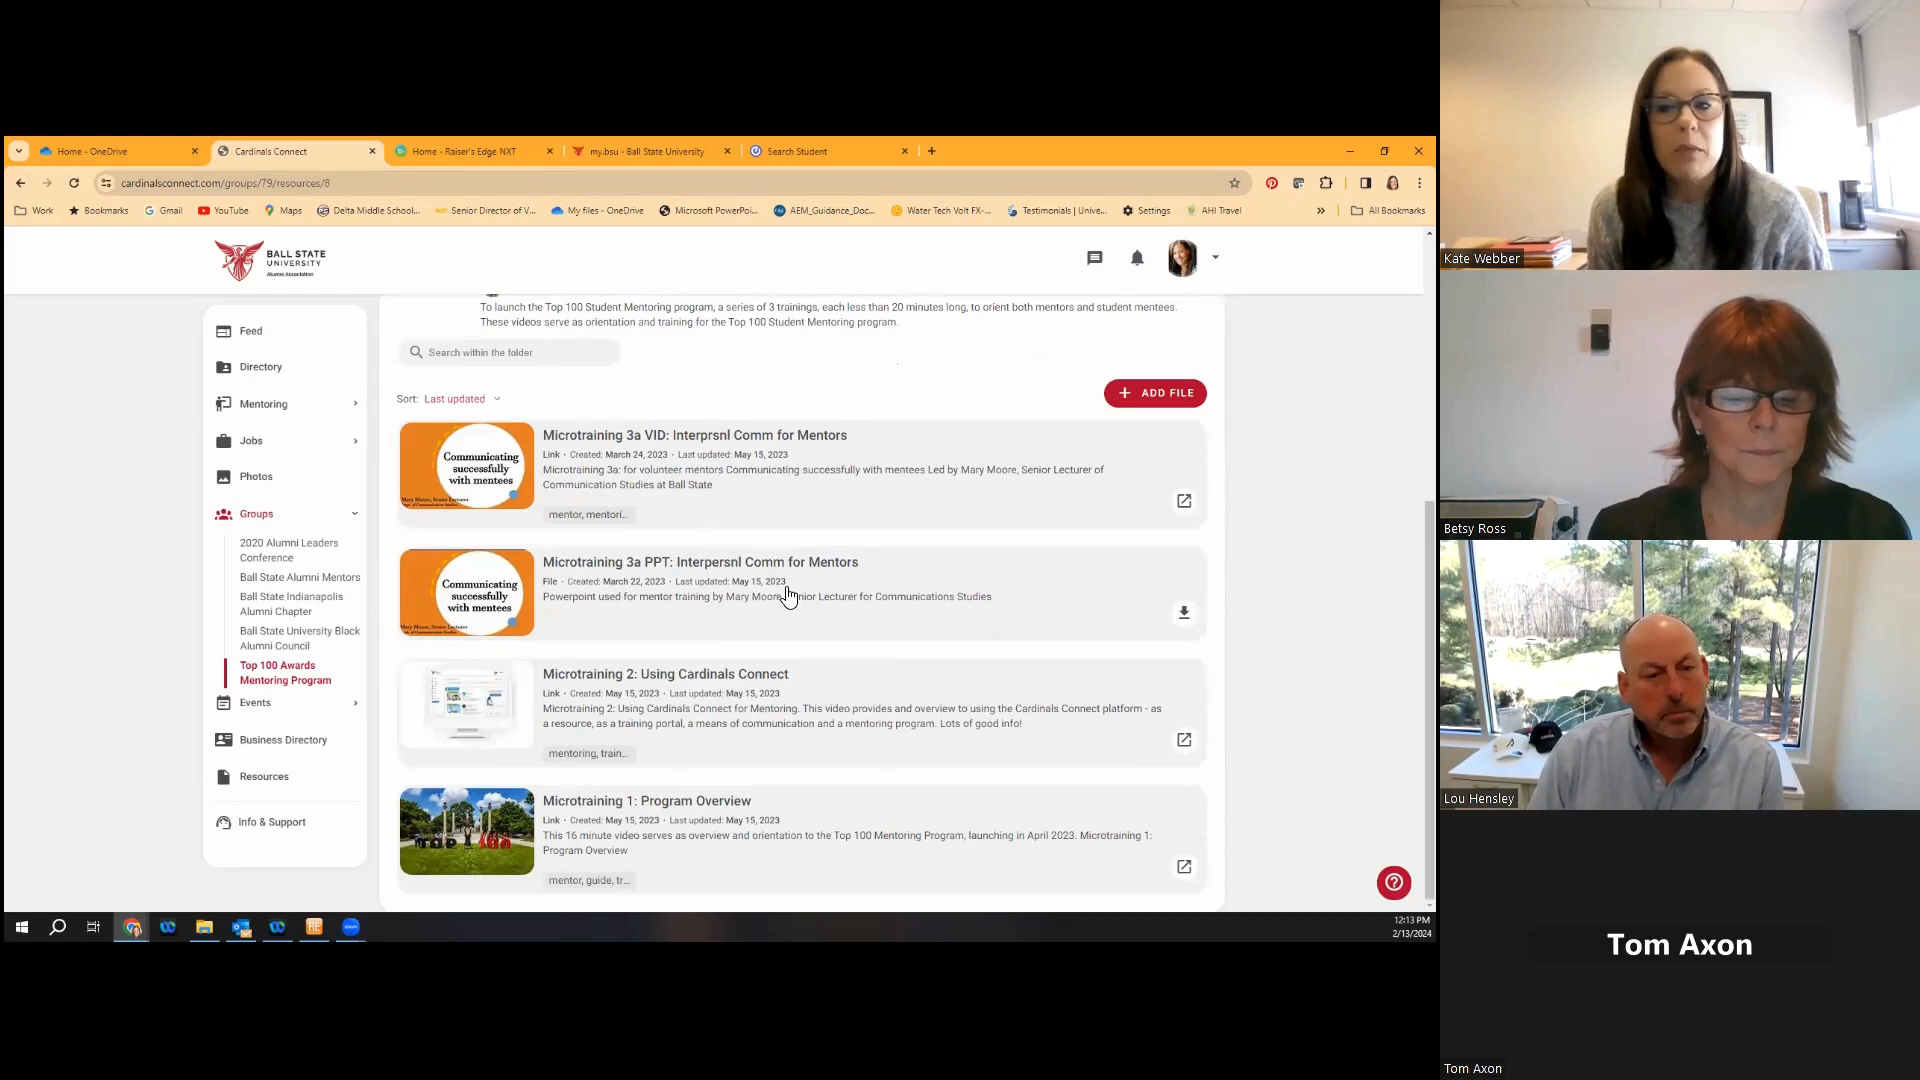 Home - OneDrive
Cardinals Connect
Home - Raiser's Edge NXT
my.bsu - Ball State University
Search Student
cardinalsconnect.com/groups/79/resources/8
Work
Bookmarks
Gmail
YouTube
Maps
Delta Middle School...
Senior Director of V...
My files - OneDrive
Microsoft PowerPoi...
AEM_Guidance_Doc...
Water Tech Volt FX-...
Testimonials | Unive...
Settings
AHI Travel
All Bookmarks
BALL STATE
UNIVERSITY
Alumni Association
Feed
Directory
Mentoring
Jobs
Photos
Groups
2020 Alumni Leaders
Conference
Ball State Alumni Mentors
Ball State Indianapolis
Alumni Chapter
Ball State University Black
Alumni Council
Top 100 Awards
Mentoring Program
Events
Business Directory
Resources
Info & Support
To launch the Top 100 Student Mentoring program, a series of 3 trainings, each less than 20 minutes long, to orient both mentors and student mentees.
These videos serve as orientation and training for the Top 100 Student Mentoring program.
Search within the folder
Sort: Last updated
ADD FILE
Communicating
successfully
with mentees
Mary Moore, Senior Lecturer
Microtraining 3a VID: Interprsnl Comm for Mentors
Link · Created: March 24, 2023 · Last updated: May 15, 2023
Microtraining 3a: for volunteer mentors Communicating successfully with mentees Led by Mary Moore, Senior Lecturer of
Communication Studies at Ball State
mentor, mentori...
Communicating
successfully
with mentees
Mary Moore, Senior Lecturer
Microtraining 3a PPT: Interpersnl Comm for Mentors
File · Created: March 22, 2023 · Last updated: May 15, 2023
Powerpoint used for mentor training by Mary Moore, Senior Lecturer for Communications Studies
Microtraining 2: Using Cardinals Connect
Link · Created: May 15, 2023 · Last updated: May 15, 2023
Microtraining 2: Using Cardinals Connect for Mentoring. This video provides and overview to using the Cardinals Connect platform - as
a resource, as a training portal, a means of communication and a mentoring program. Lots of good info!
mentoring, train...
TOP 100
Microtraining 1: Program Overview
Link · Created: May 15, 2023 · Last updated: May 15, 2023
This 16 minute video serves as overview and orientation to the Top 100 Mentoring Program, launching in April 2023. Microtraining 1:
Program Overview
mentor, guide, tr...
RE
zoom
12:13 PM
2/13/2024
Kate Webber
Betsy Ross
Lou Hensley
Tom Axon
Tom Axon